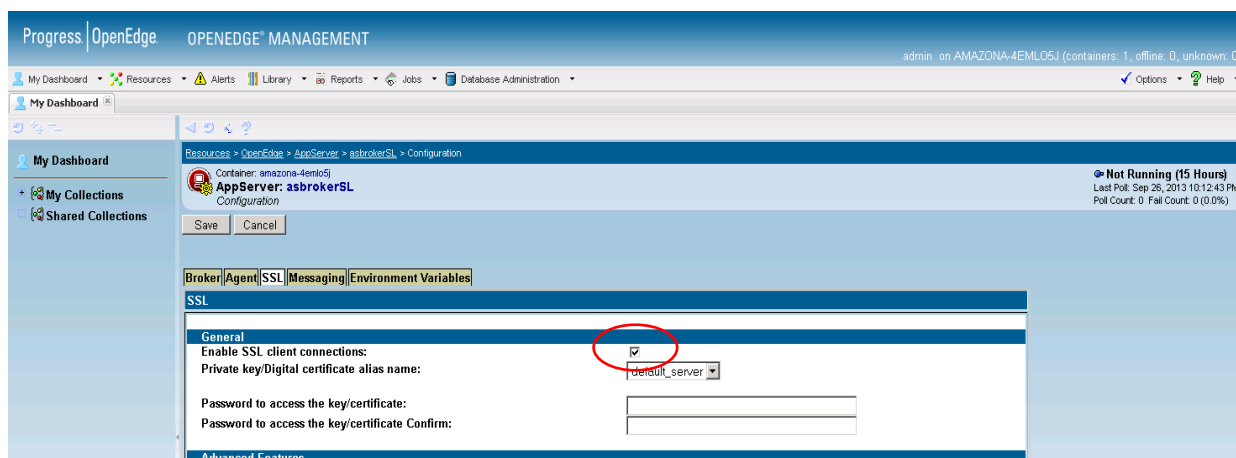 Progress. OpenEdge. OPENEDGE® MANAGEMENT
admin on AMAZONA-4EMLO5J (containers: 1, offline: 0, unknown: 0
My Dashboard Resources Alerts Library Reports Jobs Database Administration Options Help
My Dashboard
My Dashboard
My Collections
Shared Collections
Resources > OpenEdge > AppServer > asbrokerSL > Configuration
Container: amazona-4emlo5j
AppServer: asbrokerSL
Configuration
Not Running (15 Hours)
Last Poll: Sep 26, 2013 10:12:43 PM
Poll Count: 0 Fail Count: 0 (0.0%)
Save Cancel
Broker Agent SSL Messaging Environment Variables
SSL
General
Enable SSL client connections:
Private key/Digital certificate alias name: default_server
Password to access the key/certificate:
Password to access the key/certificate Confirm:
Advanced Features